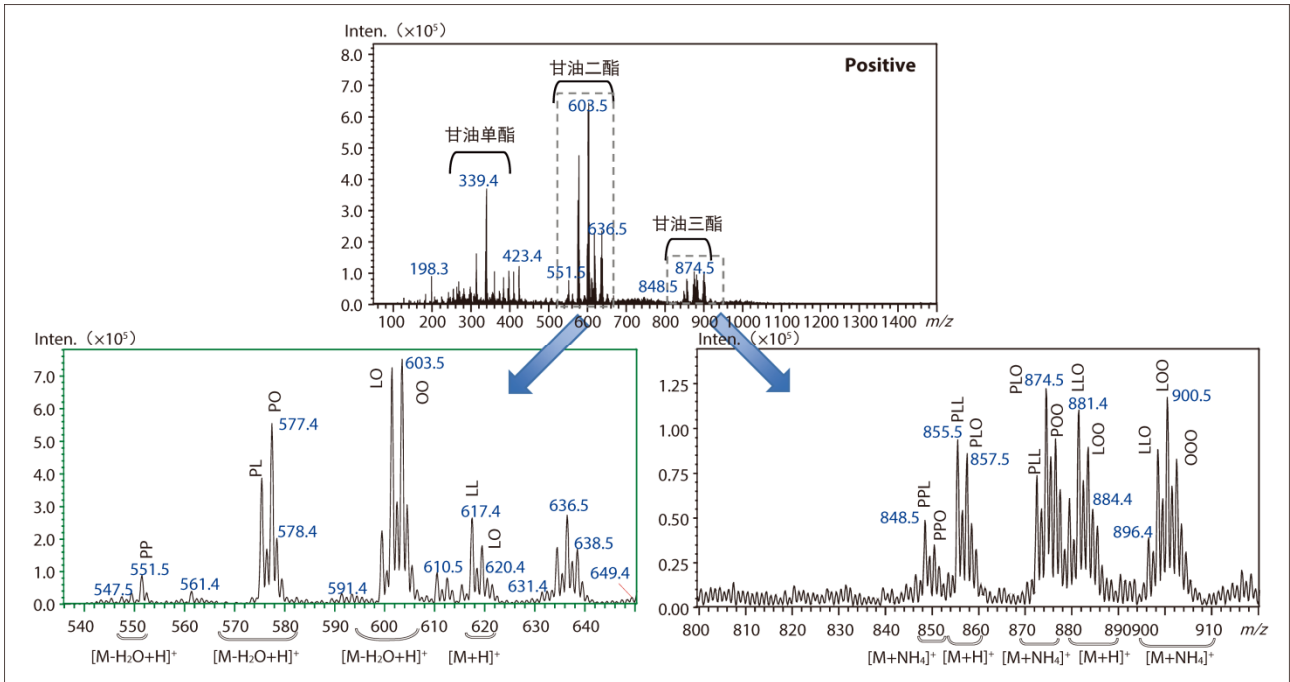 Inten.（×10⁵）
Positive
8.0
7.0
6.0
5.0
4.0
3.0
2.0
1.0
0.0
甘油单酯
甘油二酯
甘油三酯
198.3
339.4
423.4
551.5
603.5
636.5
848.5
874.5
100 200 300 400 500 600 700 800 900 1000 1100 1200 1300 1400 m/z
Inten.（×10⁵）
7.0
6.0
5.0
4.0
3.0
2.0
1.0
0.0
547.5
PP
551.5
561.4
PL
PO
577.4
578.4
591.4
LO
603.5
OO
610.5
LL
617.4
LO
620.4
631.4
636.5
638.5
649.4
540 550 560 570 580 590 600 610 620 630 640
[M-H₂O+H]⁺ [M-H₂O+H]⁺ [M-H₂O+H]⁺ [M+H]⁺
Inten.（×10⁵）
1.25
1.00
0.75
0.50
0.25
0.00
848.5
PPL
PPO
855.5
PLL
PLO
857.5
PLL
PLO
874.5
POO
LLO
881.4
LOO
884.4
896.4
LLO
LOO
900.5
OOO
800 810 820 830 840 850 860 870 880 890 900 910 m/z
[M+NH₄]⁺ [M+H]⁺ [M+NH₄]⁺ [M+H]⁺ [M+NH₄]⁺